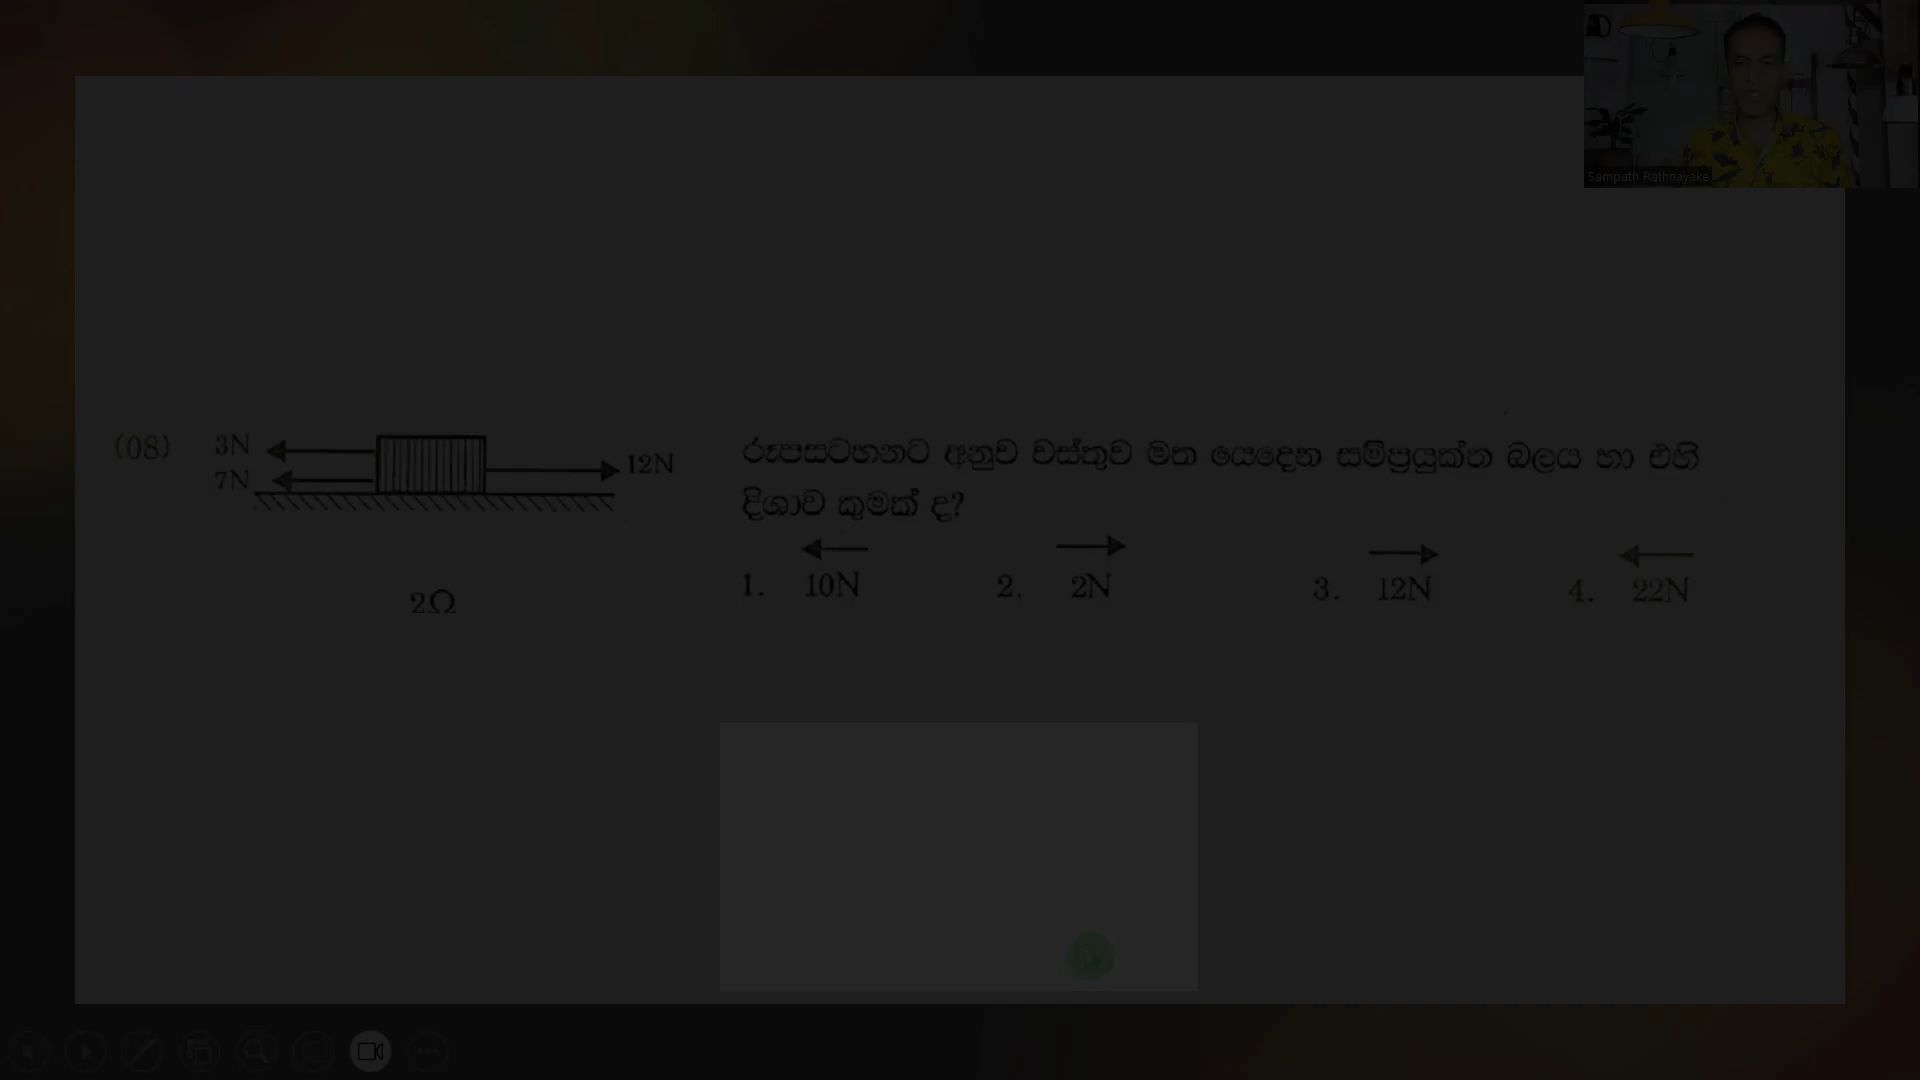 Sampath Rathnayake
(08) 3N 7N 12N
රූපසටහනට අනුව වස්තුව මත යෙදෙන සම්ප්‍රයුක්ත බලය හා එහි
දිශාව කුමක් ද?
1. 10N 2. 2N 3. 12N 4. 22N
2Ω